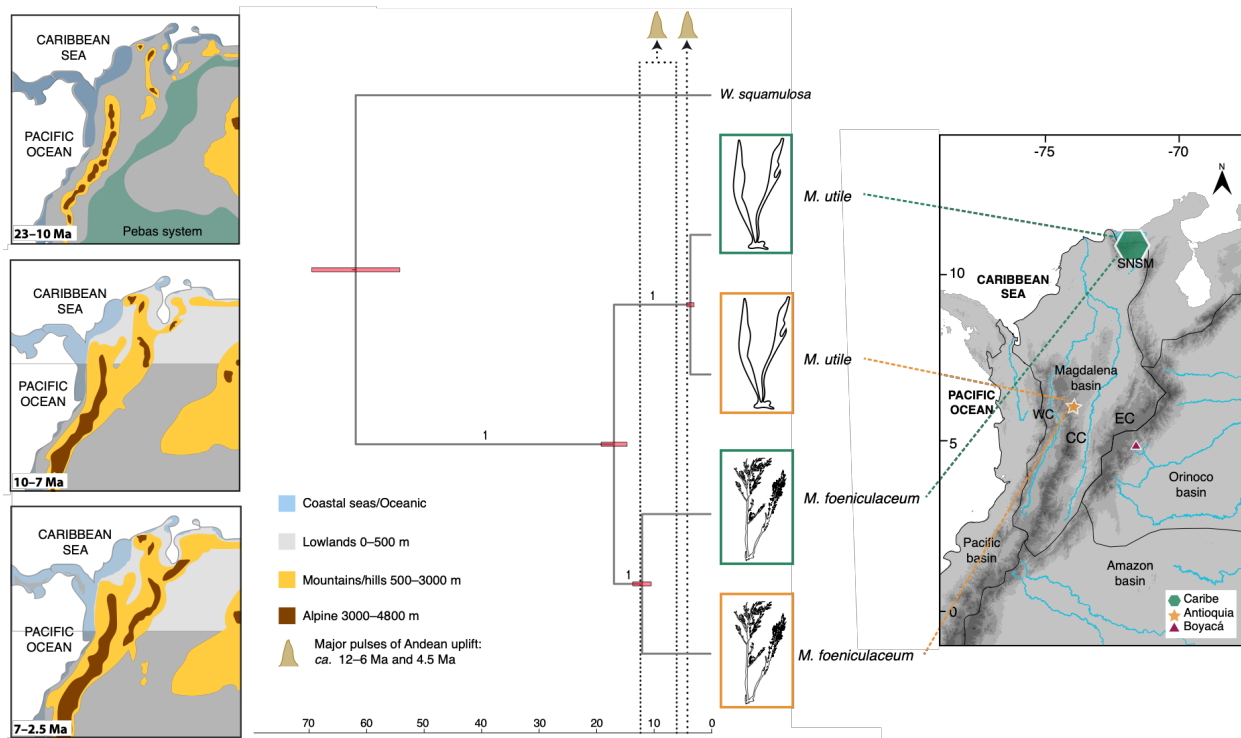 CARIBBEAN
SEA
PACIFIC
OCEAN
Pebas system
23–10 Ma
CARIBBEAN
SEA
PACIFIC
OCEAN
10–7 Ma
CARIBBEAN
SEA
PACIFIC
OCEAN
7–2.5 Ma
W. squamulosa
M. utile
M. utile
M. foeniculaceum
M. foeniculaceum
1
1
1
Coastal seas/Oceanic
Lowlands 0–500 m
Mountains/hills 500–3000 m
Alpine 3000–4800 m
Major pulses of Andean uplift:
ca. 12–6 Ma and 4.5 Ma
70 60 50 40 30 20 10 0
-75 -70
N
10
5
0
SNSM
CARIBBEAN
SEA
Magdalena
basin
PACIFIC
OCEAN
WC
EC
CC
Orinoco
basin
Pacific
basin
Amazon
basin
Caribe
Antioquia
Boyacá